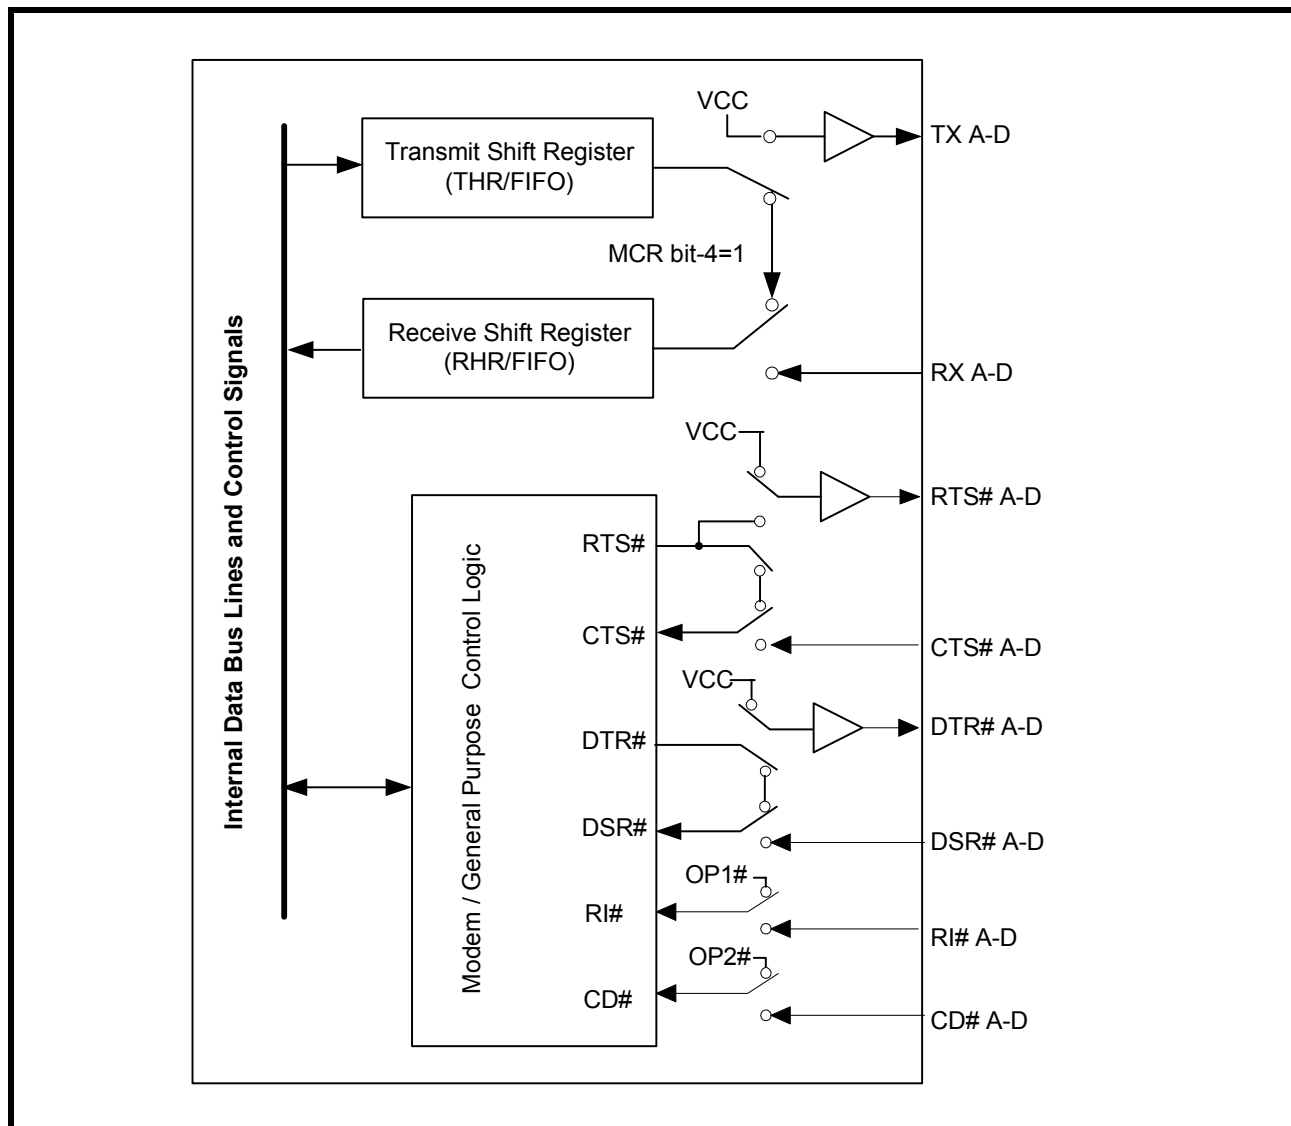 VCC
TX A-D
Transmit Shift Register
(THR/FIFO)
MCR bit-4=1
Receive Shift Register
(RHR/FIFO)
RX A-D
Internal Data Bus Lines and Control Signals
VCC
RTS# A-D
Modem / General Purpose Control Logic
RTS#
CTS#
CTS# A-D
VCC
DTR# A-D
DTR#
DSR#
DSR# A-D
OP1#
RI#
RI# A-D
OP2#
CD#
CD# A-D